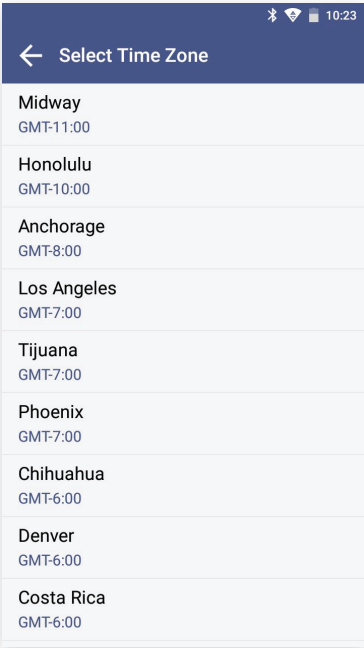 10:23
Select Time Zone
Midway
GMT-11:00
Honolulu
GMT-10:00
Anchorage
GMT-8:00
Los Angeles
GMT-7:00
Tijuana
GMT-7:00
Phoenix
GMT-7:00
Chihuahua
GMT-6:00
Denver
GMT-6:00
Costa Rica
GMT-6:00